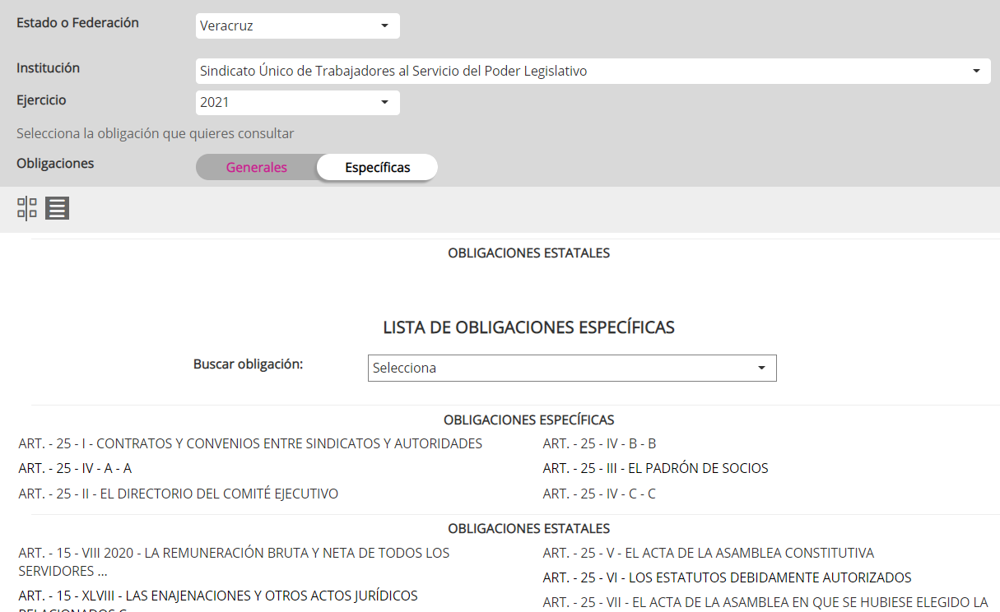 Estado o Federación
Veracruz
Institución
Sindicato Único de Trabajadores al Servicio del Poder Legislativo
Ejercicio
2021
Selecciona la obligación que quieres consultar
Obligaciones
Generales
Específicas
OBLIGACIONES ESTATALES
LISTA DE OBLIGACIONES ESPECÍFICAS
Buscar obligación:
Selecciona
OBLIGACIONES ESPECÍFICAS
ART. - 25 - I - CONTRATOS Y CONVENIOS ENTRE SINDICATOS Y AUTORIDADES
ART. - 25 - IV - B - B
ART. - 25 - IV - A - A
ART. - 25 - III - EL PADRÓN DE SOCIOS
ART. - 25 - II - EL DIRECTORIO DEL COMITÉ EJECUTIVO
ART. - 25 - IV - C - C
OBLIGACIONES ESTATALES
ART. - 15 - VIII 2020 - LA REMUNERACIÓN BRUTA Y NETA DE TODOS LOS
SERVIDORES ...
ART. - 15 - XLVIII - LAS ENAJENACIONES Y OTROS ACTOS JURÍDICOS
ART. - 25 - V - EL ACTA DE LA ASAMBLEA CONSTITUTIVA
ART. - 25 - VI - LOS ESTATUTOS DEBIDAMENTE AUTORIZADOS
ART. - 25 - VII - EL ACTA DE LA ASAMBLEA EN QUE SE HUBIESE ELEGIDO LA